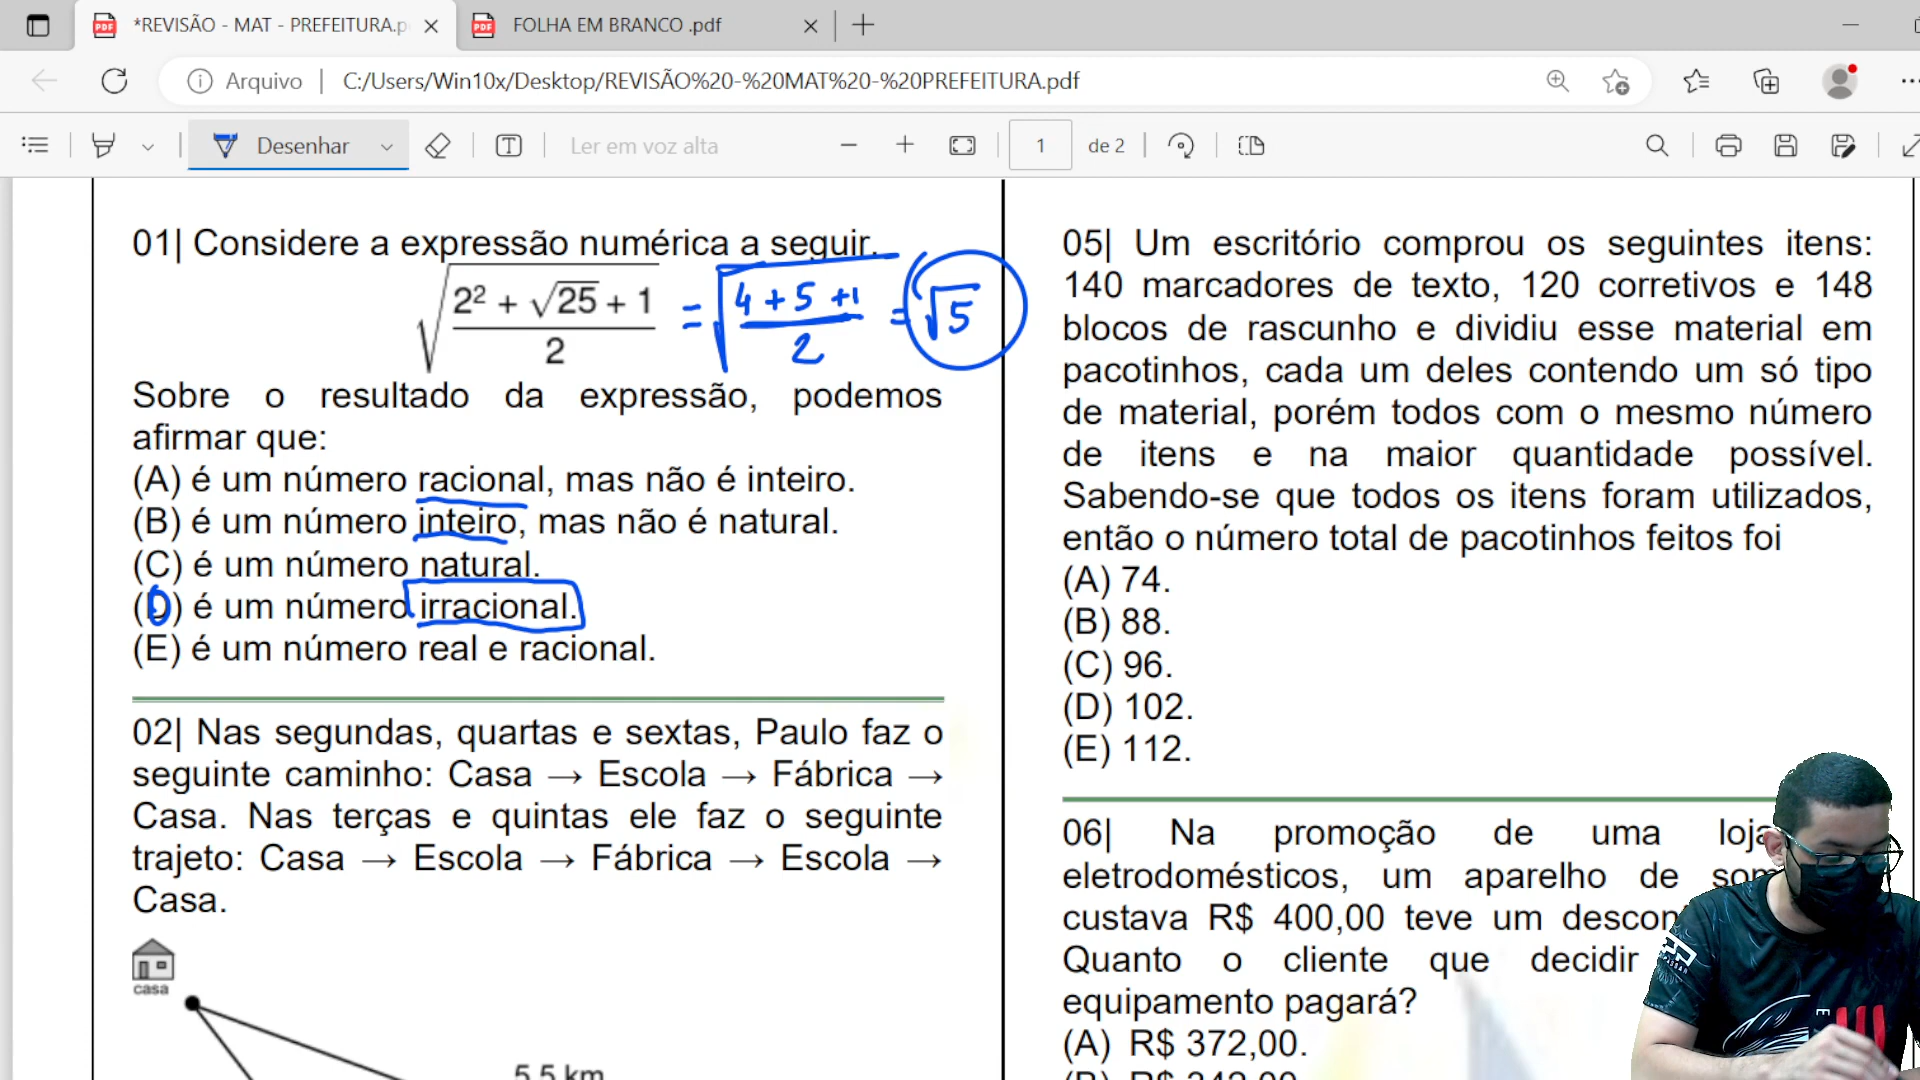 *REVISÃO - MAT - PREFEITURA.p
FOLHA EM BRANCO .pdf
Arquivo | C:/Users/Win10x/Desktop/REVISÃO%20-%20MAT%20-%20PREFEITURA.pdf
Desenhar
Ler em voz alta
1 de 2
01| Considere a expressão numérica a seguir.
√((2² + √25 + 1)/2) = √((4 + 5 + 1)/2) = √5
Sobre o resultado da expressão, podemos
afirmar que:
(A) é um número racional, mas não é inteiro.
(B) é um número inteiro, mas não é natural.
(C) é um número natural.
(D) é um número irracional.
(E) é um número real e racional.
02| Nas segundas, quartas e sextas, Paulo faz o
seguinte caminho: Casa → Escola → Fábrica →
Casa. Nas terças e quintas ele faz o seguinte
trajeto: Casa → Escola → Fábrica → Escola →
Casa.
casa
5,5 km
05| Um escritório comprou os seguintes itens:
140 marcadores de texto, 120 corretivos e 148
blocos de rascunho e dividiu esse material em
pacotinhos, cada um deles contendo um só tipo
de material, porém todos com o mesmo número
de itens e na maior quantidade possível.
Sabendo-se que todos os itens foram utilizados,
então o número total de pacotinhos feitos foi
(A) 74.
(B) 88.
(C) 96.
(D) 102.
(E) 112.
06| Na promoção de uma loja
eletrodomésticos, um aparelho de som
custava R$ 400,00 teve um descon
Quanto o cliente que decidir
equipamento pagará?
(A) R$ 372,00.
(B) R$ 342,00